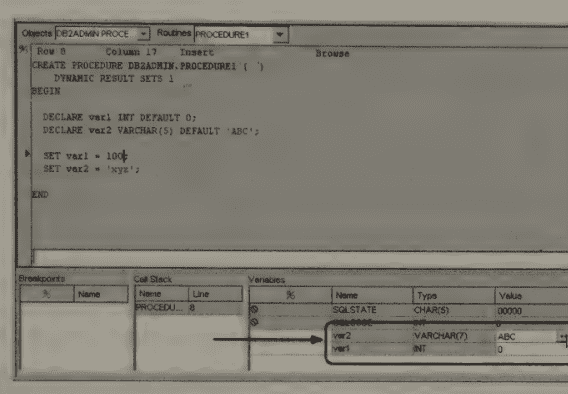 Objects DB2ADMIN PROCE Routines PROCEDURE1
% Row 8 Column 17 Insert Browse
CREATE PROCEDURE DB2ADMIN.PROCEDURE1 ( )
DYNAMIC RESULT SETS 1
BEGIN
DECLARE var1 INT DEFAULT 0;
DECLARE var2 VARCHAR(5) DEFAULT 'ABC';
SET var1 = 100;
SET var2 = 'xyz';
END
Breakpoints Call Stack Variables
% Name Name Line % Name Type Value
PROCEDU... 8 SQLSTATE CHAR(5) 00000
SQLCODE INT 0
var2 VARCHAR(7) ABC
var1 INT 0